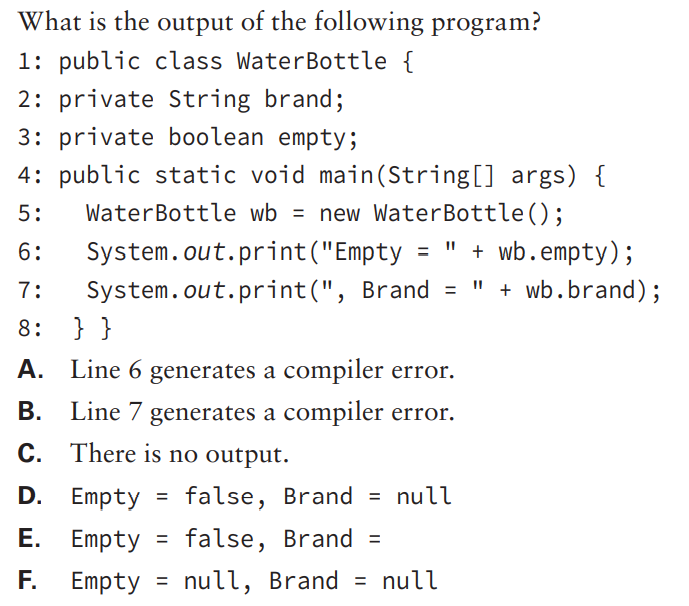 What is the output of the following program?
1: public class WaterBottle {
2: private String brand;
3: private boolean empty;
4: public static void main(String[] args) {
5:   WaterBottle wb = new WaterBottle();
6:   System.out.print("Empty = " + wb.empty);
7:   System.out.print(", Brand = " + wb.brand);
8:  } }
A. Line 6 generates a compiler error.
B. Line 7 generates a compiler error.
C. There is no output.
D. Empty = false, Brand = null
E. Empty = false, Brand =
F. Empty = null, Brand = null